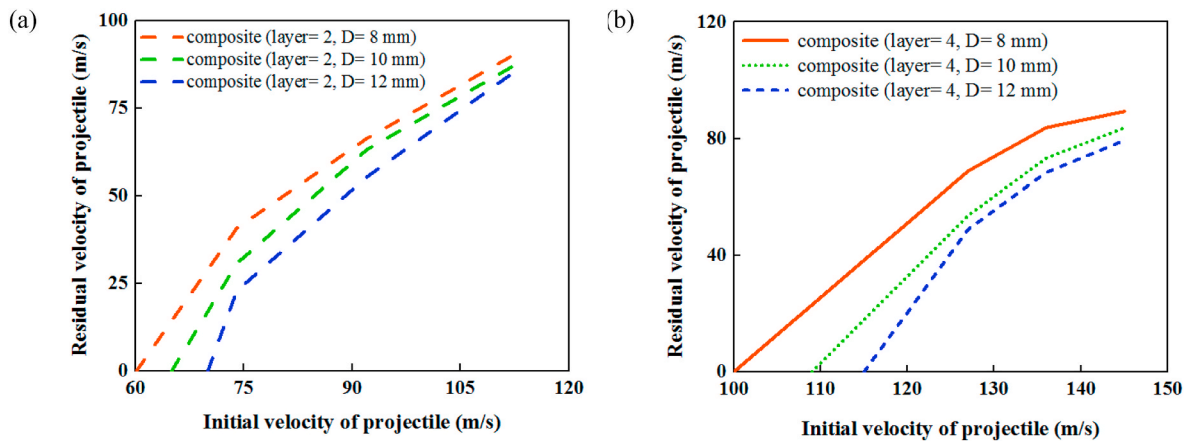 (a)
100
75
50
25
0
Residual velocity of projectile (m/s)
composite (layer= 2, D= 8 mm)
composite (layer= 2, D= 10 mm)
composite (layer= 2, D= 12 mm)
60 75 90 105 120
Initial velocity of projectile (m/s)
(b)
120
80
40
0
Residual velocity of projectile (m/s)
composite (layer= 4, D= 8 mm)
composite (layer= 4, D= 10 mm)
composite (layer= 4, D= 12 mm)
100 110 120 130 140 150
Initial velocity of projectile (m/s)